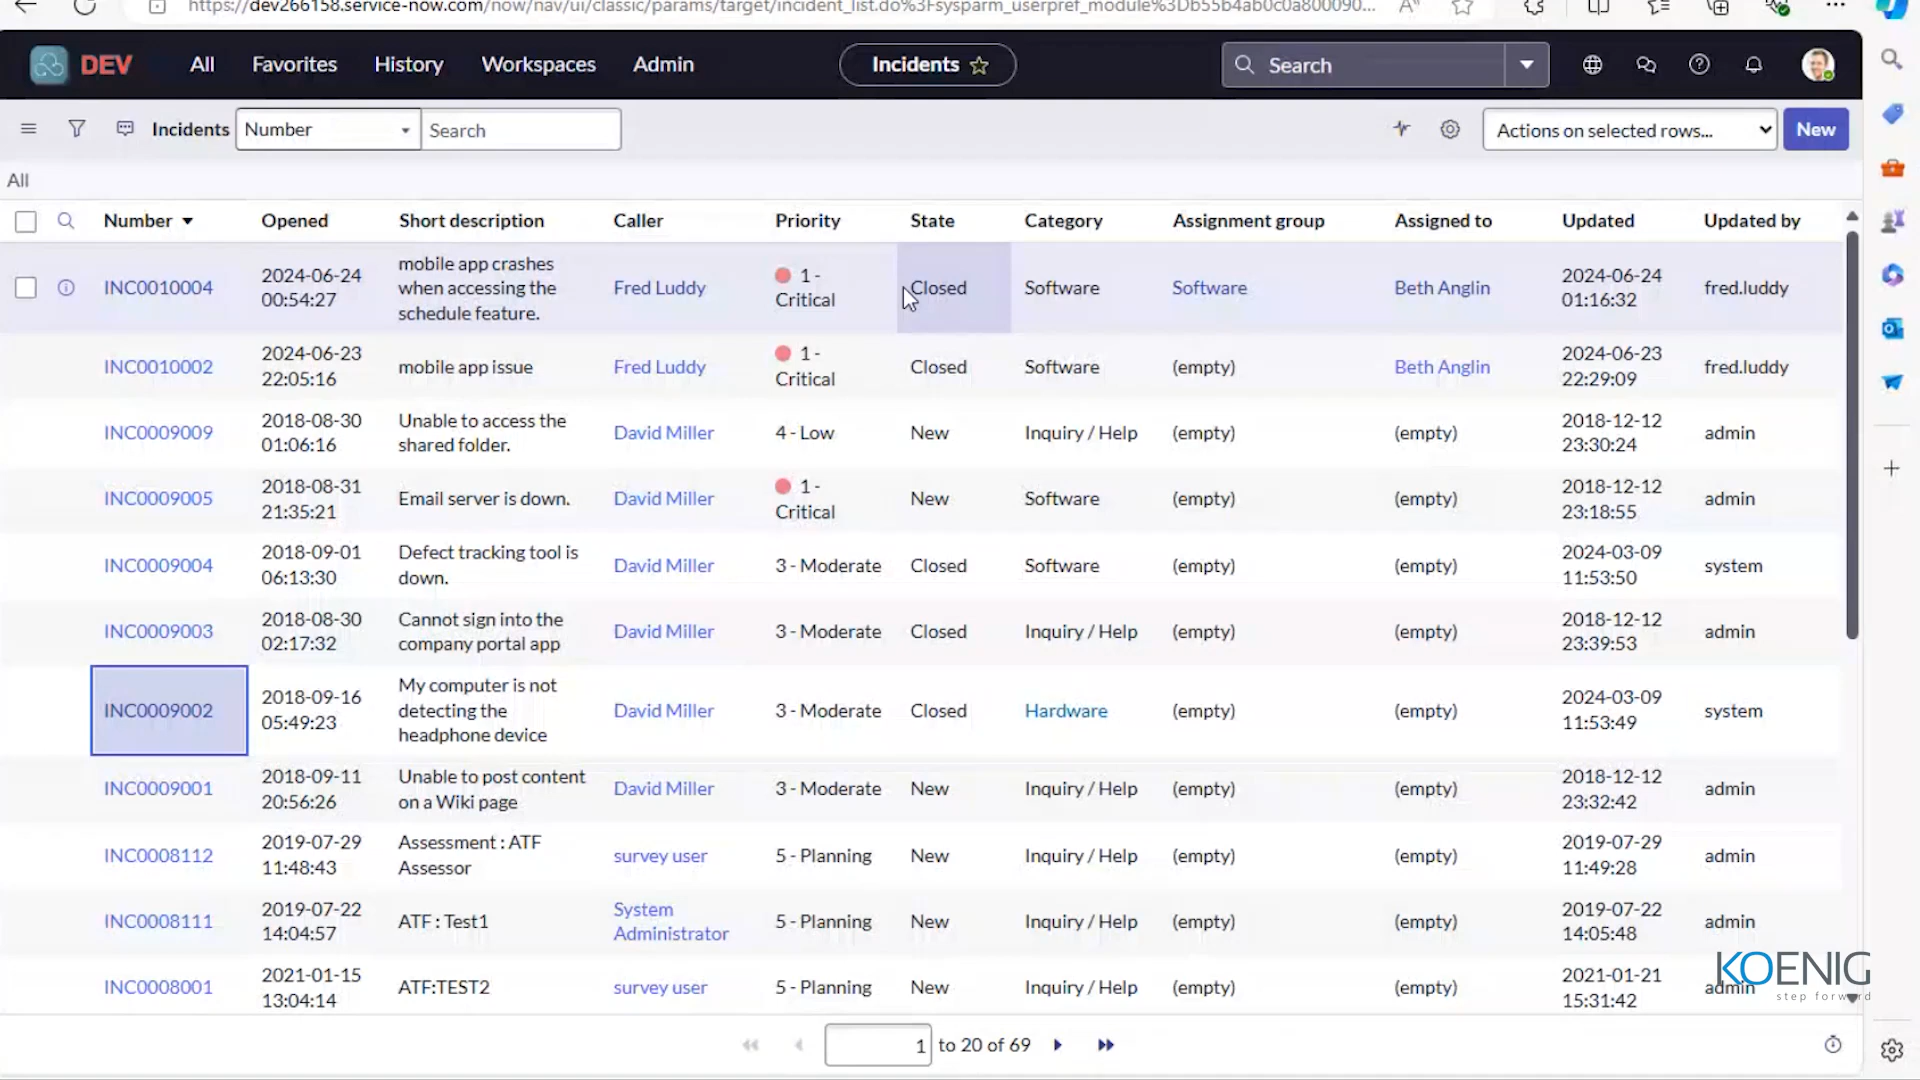 https://dev266158.service-now.com/now/nav/ui/classic/params/target/incident_list.do%3Fsysparm_userpref_module%3Db55b4ab0c0a800090...
DEV All Favorites History Workspaces Admin Incidents Search
Incidents Number Search Actions on selected rows... New
All
Number Opened Short description Caller Priority State Category Assignment group Assigned to Updated Updated by
INC0010004 2024-06-24 00:54:27 mobile app crashes when accessing the schedule feature. Fred Luddy 1 - Critical Closed Software Software Beth Anglin 2024-06-24 01:16:32 fred.luddy
INC0010002 2024-06-23 22:05:16 mobile app issue Fred Luddy 1 - Critical Closed Software (empty) Beth Anglin 2024-06-23 22:29:09 fred.luddy
INC0009009 2018-08-30 01:06:16 Unable to access the shared folder. David Miller 4 - Low New Inquiry / Help (empty) (empty) 2018-12-12 23:30:24 admin
INC0009005 2018-08-31 21:35:21 Email server is down. David Miller 1 - Critical New Software (empty) (empty) 2018-12-12 23:18:55 admin
INC0009004 2018-09-01 06:13:30 Defect tracking tool is down. David Miller 3 - Moderate Closed Software (empty) (empty) 2024-03-09 11:53:50 system
INC0009003 2018-08-30 02:17:32 Cannot sign into the company portal app David Miller 3 - Moderate Closed Inquiry / Help (empty) (empty) 2018-12-12 23:39:53 admin
INC0009002 2018-09-16 05:49:23 My computer is not detecting the headphone device David Miller 3 - Moderate Closed Hardware (empty) (empty) 2024-03-09 11:53:49 system
INC0009001 2018-09-11 20:56:26 Unable to post content on a Wiki page David Miller 3 - Moderate New Inquiry / Help (empty) (empty) 2018-12-12 23:32:42 admin
INC0008112 2019-07-29 11:48:43 Assessment : ATF Assessor survey user 5 - Planning New Inquiry / Help (empty) (empty) 2019-07-29 11:49:28 admin
INC0008111 2019-07-22 14:04:57 ATF : Test1 System Administrator 5 - Planning New Inquiry / Help (empty) (empty) 2019-07-22 14:05:48 admin
INC0008001 2021-01-15 13:04:14 ATF:TEST2 survey user 5 - Planning New Inquiry / Help (empty) (empty) 2021-01-21 15:31:42 admin
KOENIG
step forward
1 to 20 of 69